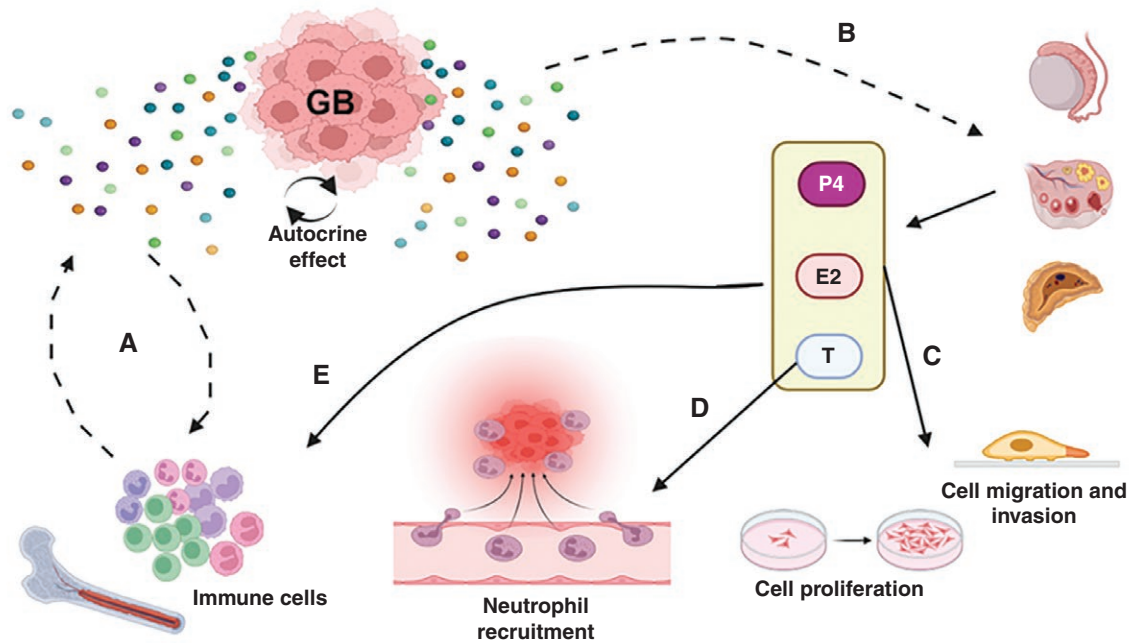 B
GB
P4
Autocrine
effect
E2
A
T
C
E
D
Cell migration and
invasion
Immune cells
Cell proliferation
Neutrophil
recruitment